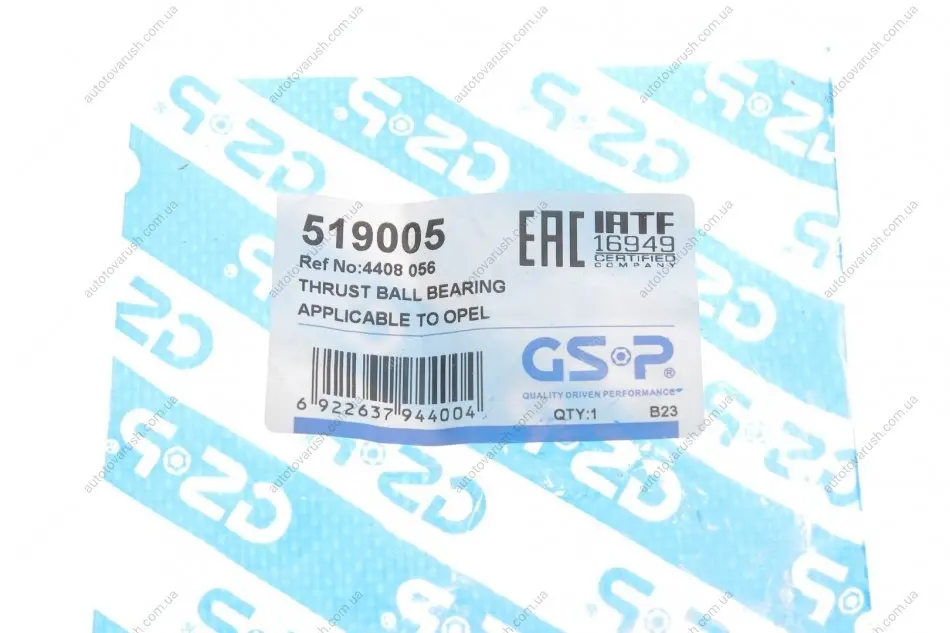 519005
Ref No:4408 056
THRUST BALL BEARING
APPLICABLE TO OPEL
EAC
IATF
16949
CERTIFIED
COMPANY
GSP®
QUALITY DRIVEN PERFORMANCE
6 922637 944004
QTY:1 B23
autotovarush.com.ua